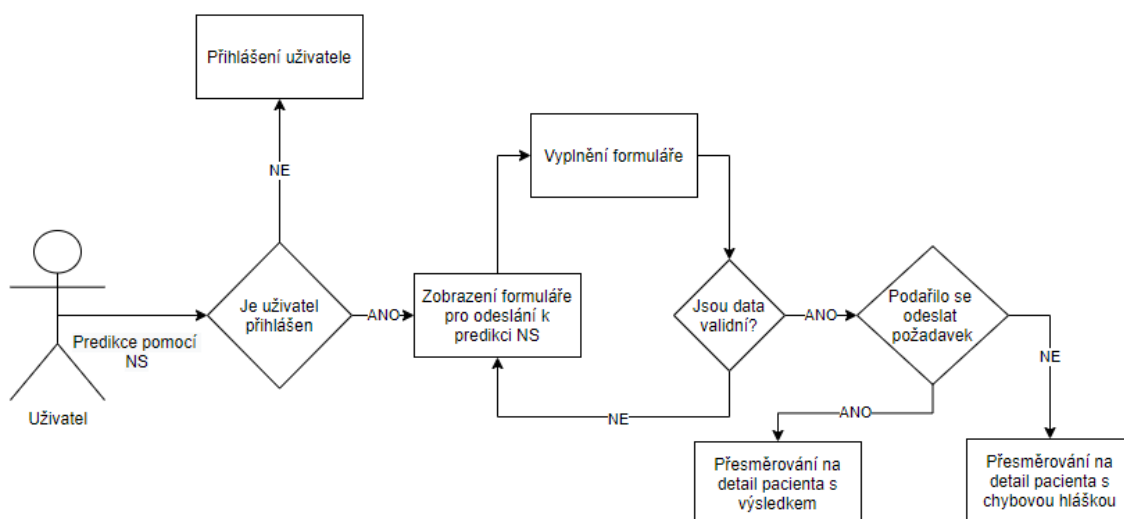 Přihlášení uživatele
NE
Vyplnění formuláře
Je uživatel
přihlášen
ANO
Zobrazení formuláře
pro odeslání k
predikci NS
Jsou data
validní?
ANO
Podařilo se
odeslat
požadavek
Predikce pomocí
NS
Uživatel
NE
ANO
NE
Přesměrování na
detail pacienta s
výsledkem
Přesměrování na
detail pacienta s
chybovou hláškou